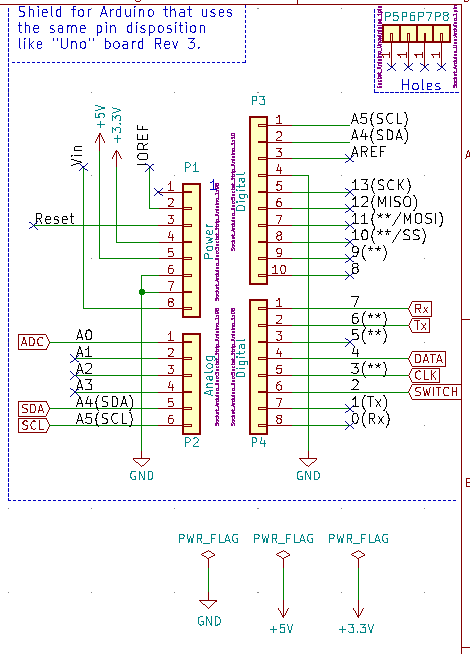 Shield for Arduino that uses
the same pin disposition
like "Uno" board Rev 3.
P5 P6 P7 P8
1 1 1 1
Holes
+5V
+3.3V
Vin
IOREF
P1
1
1
2
Reset 3
4
5
6
7
8
Power
P3
1 A5(SCL)
2 A4(SDA)
3 AREF
4
5 13(SCK)
6 12(MISO)
7 11(**/MOSI)
8 10(**/SS)
9 9(**)
10 8
Digital
ADC A0 1
A1 2
A2 3
A3 4
SDA A4(SDA) 5
SCL A5(SCL) 6
Analog
P2
1 7 Rx
2 6(**) Tx
3 5(**)
4 4 DATA
5 3(**) CLK
6 2 SWITCH
7 1(Tx)
8 0(Rx)
Digital
P4
GND
GND
PWR_FLAG PWR_FLAG PWR_FLAG
GND +5V +3.3V
A
B